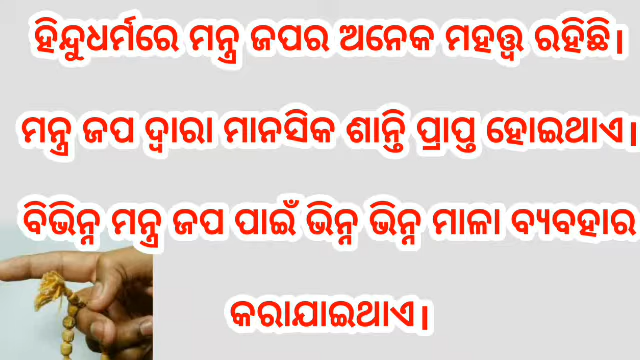 ହିନ୍ଦୁଧର୍ମରେ ମନ୍ତ୍ର ଜପର ଅନେକ ମହତ୍ତ୍ୱ ରହିଛି।
ମନ୍ତ୍ର ଜପ ଦ୍ୱାରା ମାନସିକ ଶାନ୍ତି ପ୍ରାପ୍ତ ହୋଇଥାଏ।
ବିଭିନ୍ନ ମନ୍ତ୍ର ଜପ ପାଇଁ ଭିନ୍ନ ଭିନ୍ନ ମାଳା ବ୍ୟବହାର
କରାଯାଇଥାଏ।